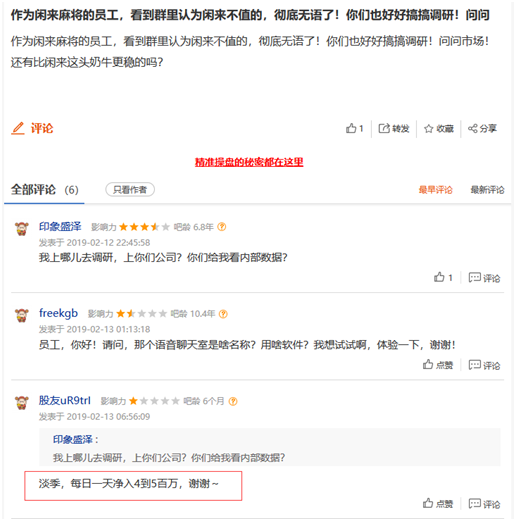 作为闲来麻将的员工，看到群里认为闲来不值的，彻底无语了！你们也好好搞搞调研！问问
作为闲来麻将的员工，看到群里认为闲来不值的，彻底无语了！你们也好好搞搞调研！问问市场！
还有比闲来这头奶牛更稳的吗？
评论
1 转发 收藏 分享
精准操盘的秘密都在这里
全部评论（6） 只看作者 最早评论 最新评论
印象盛泽 影响力 吧龄 6.8年
发表于 2019-02-12 22:45:58
我上哪儿去调研，上你们公司？你们给我看内部数据？
1 评论
freekgb 影响力 吧龄 10.4年
发表于 2019-02-13 01:13:18
员工，你好！请问，那个语音聊天室是啥名称？用啥软件？我想试试啊，体验一下，谢谢！
点赞 评论
股友uR9trI 影响力 吧龄 6个月
发表于 2019-02-13 06:56:09
印象盛泽：
我上哪儿去调研，上你们公司？你们给我看内部数据？
淡季，每日一天净入4到5百万，谢谢～
点赞 评论